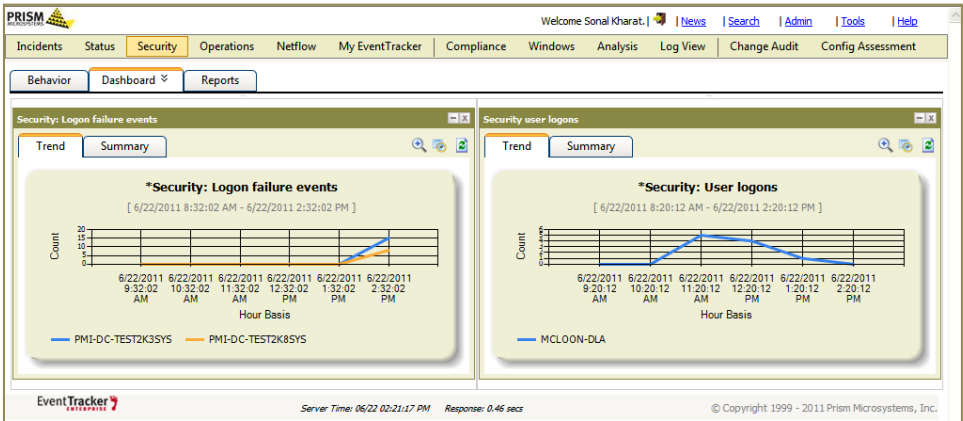 PRISM
MICROSYSTEMS
Welcome Sonal Kharat. | News | Search | Admin | Tools | Help
Incidents Status Security Operations Netflow My EventTracker Compliance Windows Analysis Log View Change Audit Config Assessment
Behavior Dashboard Reports
Security: Logon failure events
Trend Summary
*Security: Logon failure events
[ 6/22/2011 8:32:02 AM - 6/22/2011 2:32:02 PM ]
Count
20
15
10
5
0
6/22/2011 6/22/2011 6/22/2011 6/22/2011 6/22/2011 6/22/2011
9:32:02 10:32:02 11:32:02 12:32:02 1:32:02 2:32:02
AM AM AM PM PM PM
Hour Basis
PMI-DC-TEST2K3SYS PMI-DC-TEST2K8SYS
Security user logons
Trend Summary
*Security: User logons
[ 6/22/2011 8:20:12 AM - 6/22/2011 2:20:12 PM ]
Count
6
5
4
3
2
1
0
6/22/2011 6/22/2011 6/22/2011 6/22/2011 6/22/2011 6/22/2011
9:20:12 10:20:12 11:20:12 12:20:12 1:20:12 2:20:12
AM AM AM PM PM PM
Hour Basis
MCLOON-DLA
EventTracker
ENTERPRISE
Server Time: 06/22 02:21:17 PM Response: 0.46 secs
© Copyright 1999 - 2011 Prism Microsystems, Inc.